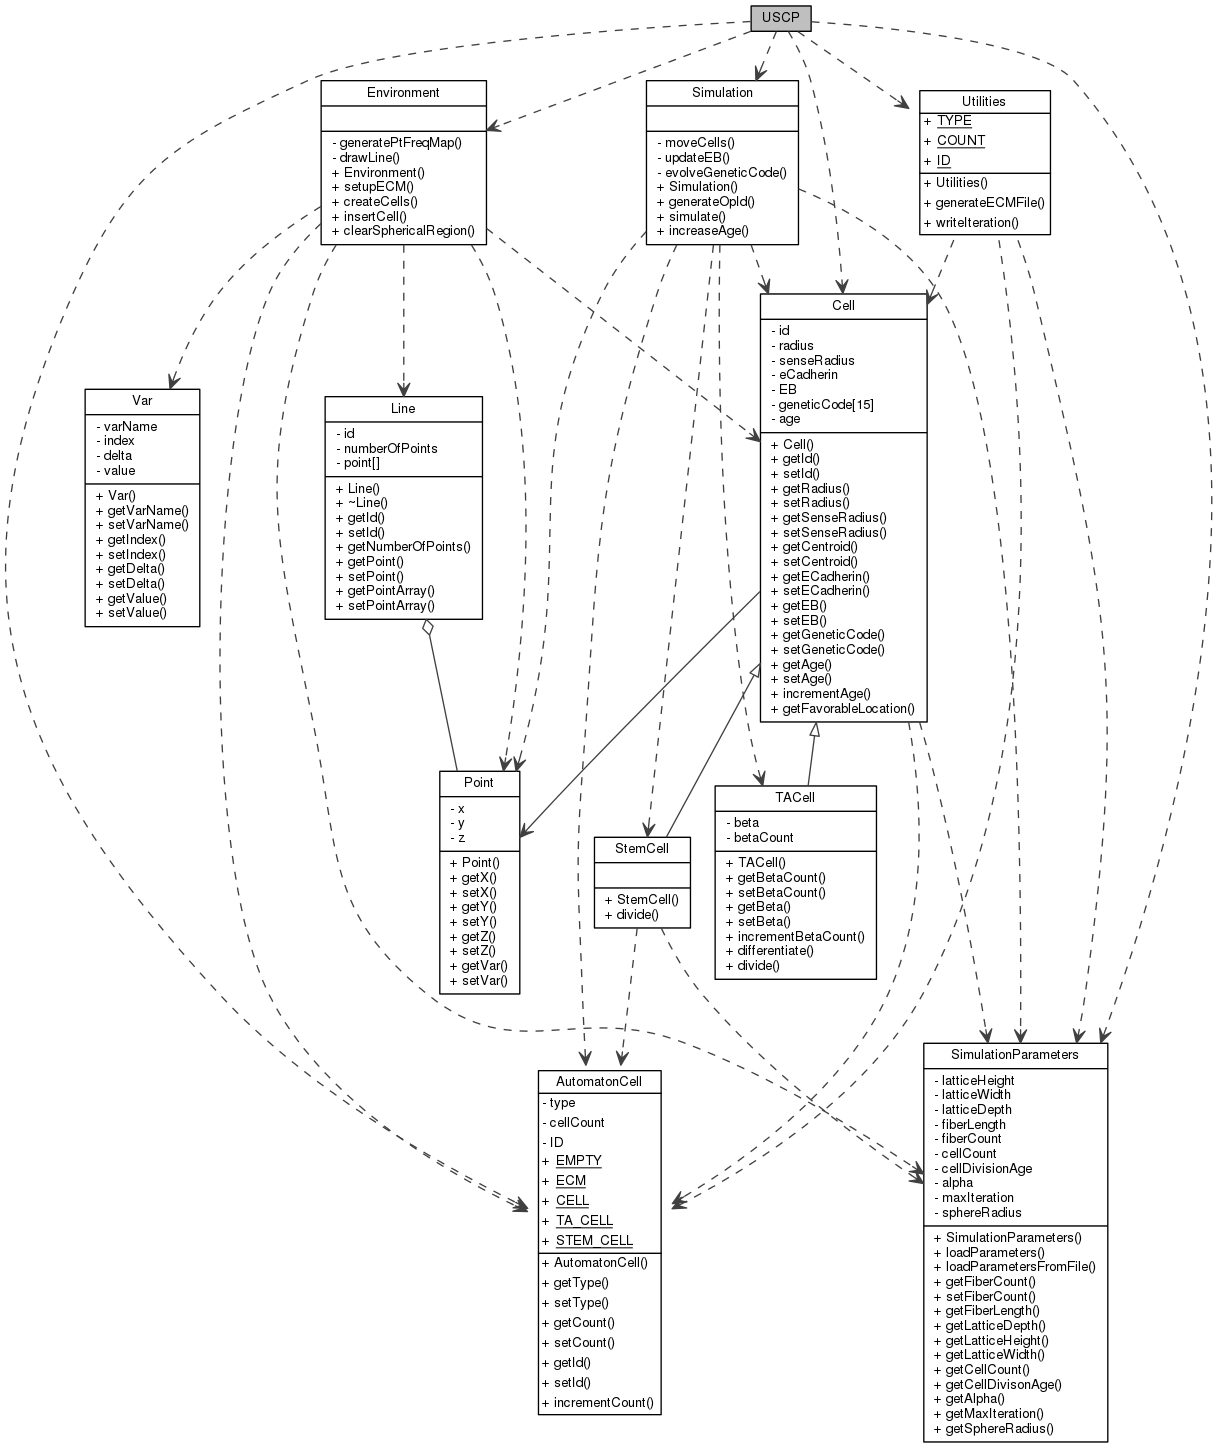 USCP
Environment
- generatePtFreqMap()
- drawLine()
+ Environment()
+ setupECM()
+ createCells()
+ insertCell()
+ clearSphericalRegion()
Simulation
- moveCells()
- updateEB()
- evolveGeneticCode()
+ Simulation()
+ generateOpId()
+ simulate()
+ increaseAge()
Utilities
+ TYPE
+ COUNT
+ ID
+ Utilities()
+ generateECMFile()
+ writeIteration()
Cell
- id
- radius
- senseRadius
- eCadherin
- EB
- geneticCode[15]
- age
+ Cell()
+ getId()
+ setId()
+ getRadius()
+ setRadius()
+ getSenseRadius()
+ setSenseRadius()
+ getCentroid()
+ setCentroid()
+ getECadherin()
+ setECadherin()
+ getEB()
+ setEB()
+ getGeneticCode()
+ setGeneticCode()
+ getAge()
+ setAge()
+ incrementAge()
+ getFavorableLocation()
Var
- varName
- index
- delta
- value
+ Var()
+ getVarName()
+ setVarName()
+ getIndex()
+ setIndex()
+ getDelta()
+ setDelta()
+ getValue()
+ setValue()
Line
- id
- numberOfPoints
- point[]
+ Line()
+ ~Line()
+ getId()
+ setId()
+ getNumberOfPoints()
+ getPoint()
+ setPoint()
+ getPointArray()
+ setPointArray()
Point
- x
- y
- z
+ Point()
+ getX()
+ setX()
+ getY()
+ setY()
+ getZ()
+ setZ()
+ getVar()
+ setVar()
StemCell
+ StemCell()
+ divide()
TACell
- beta
- betaCount
+ TACell()
+ getBetaCount()
+ setBetaCount()
+ getBeta()
+ setBeta()
+ incrementBetaCount()
+ differentiate()
+ divide()
AutomatonCell
- type
- cellCount
- ID
+ EMPTY
+ ECM
+ CELL
+ TA_CELL
+ STEM_CELL
+ AutomatonCell()
+ getType()
+ setType()
+ getCount()
+ setCount()
+ getId()
+ setId()
+ incrementCount()
SimulationParameters
- latticeHeight
- latticeWidth
- latticeDepth
- fiberLength
- fiberCount
- cellCount
- cellDivisionAge
- alpha
- maxIteration
- sphereRadius
+ SimulationParameters()
+ loadParameters()
+ loadParametersFromFile()
+ getFiberCount()
+ setFiberCount()
+ getFiberLength()
+ getLatticeDepth()
+ getLatticeHeight()
+ getLatticeWidth()
+ getCellCount()
+ getCellDivisonAge()
+ getAlpha()
+ getMaxIteration()
+ getSphereRadius()